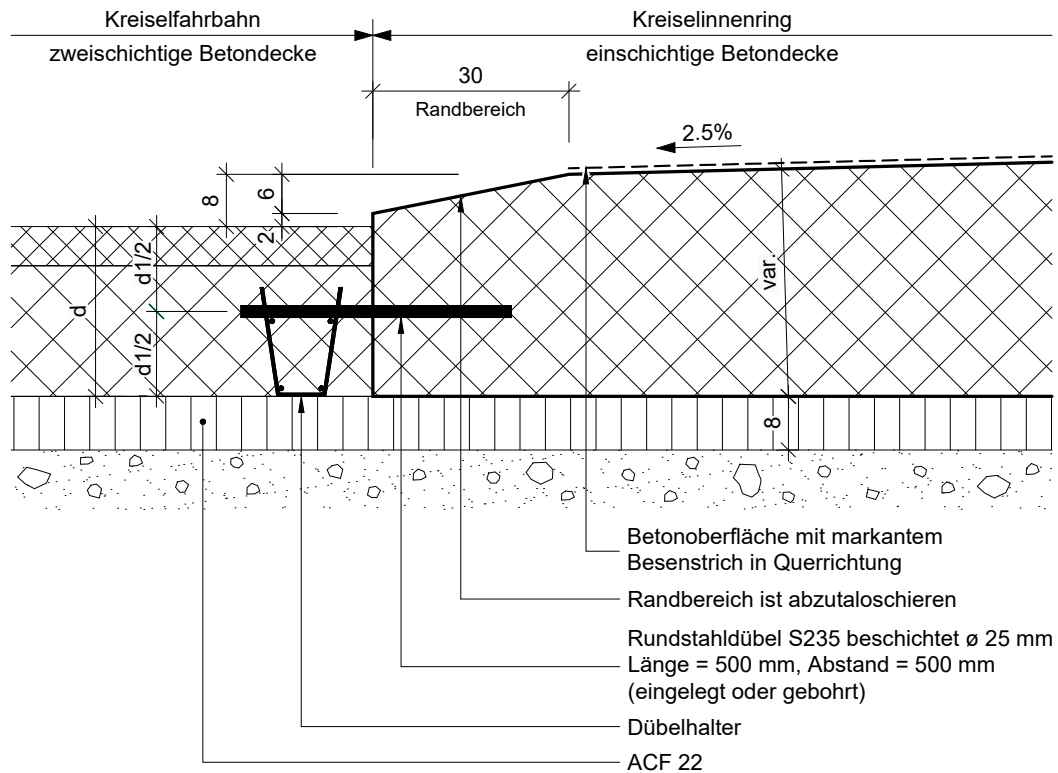 Kreiselfahrbahn
Kreiselinnenring
zweischichtige Betondecke
einschichtige Betondecke
30
Randbereich
2.5%
8
6
2
d
d1/2
d1/2
var.
8
Betonoberfläche mit markantem
Besenstrich in Querrichtung
Randbereich ist abzutaloschieren
Rundstahldübel S235 beschichtet ø 25 mm
Länge = 500 mm, Abstand = 500 mm
(eingelegt oder gebohrt)
Dübelhalter
ACF 22